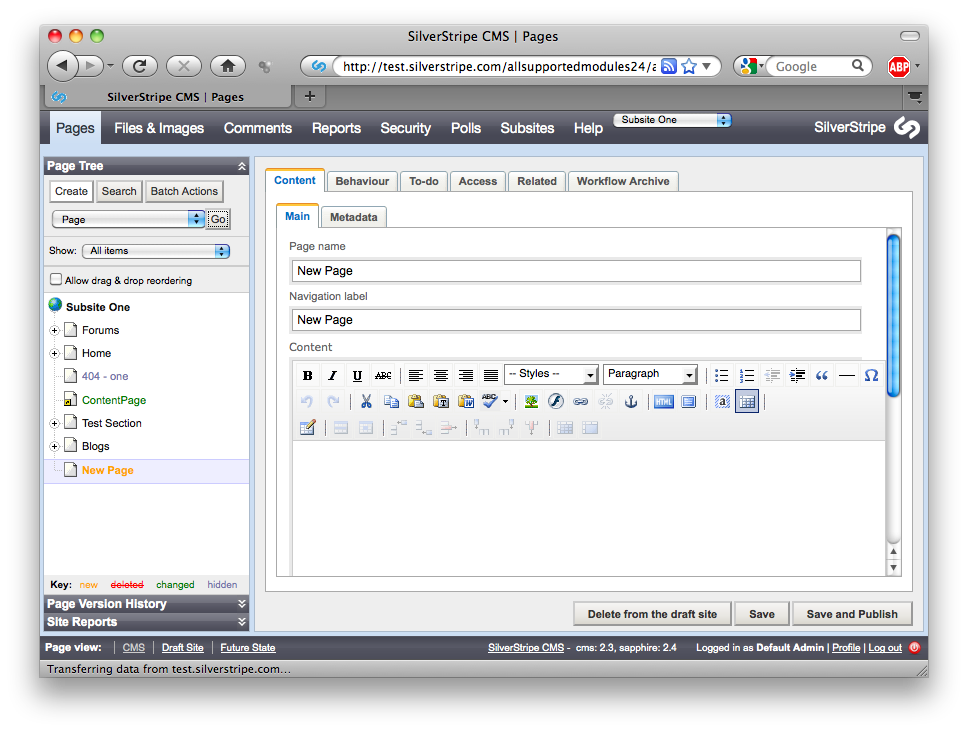 SilverStripe CMS | Pages
http://test.silverstripe.com/allsupportedmodules24/a
Google
ABP
SilverStripe CMS | Pages
Pages Files & Images Comments Reports Security Polls Subsites Help Subsite One SilverStripe
Page Tree
Create Search Batch Actions
Page Go
Show: All items
Allow drag & drop reordering
Subsite One
Forums
Home
404 - one
ContentPage
Test Section
Blogs
New Page
Key: new deleted changed hidden
Page Version History
Site Reports
Content Behaviour To-do Access Related Workflow Archive
Main Metadata
Page name
New Page
Navigation label
New Page
Content
B I U ABC -- Styles -- Paragraph Ω
ABC HTML a
Delete from the draft site Save Save and Publish
Page view: CMS Draft Site Future State SilverStripe CMS - cms: 2.3, sapphire: 2.4 Logged in as Default Admin | Profile | Log out
Transferring data from test.silverstripe.com...